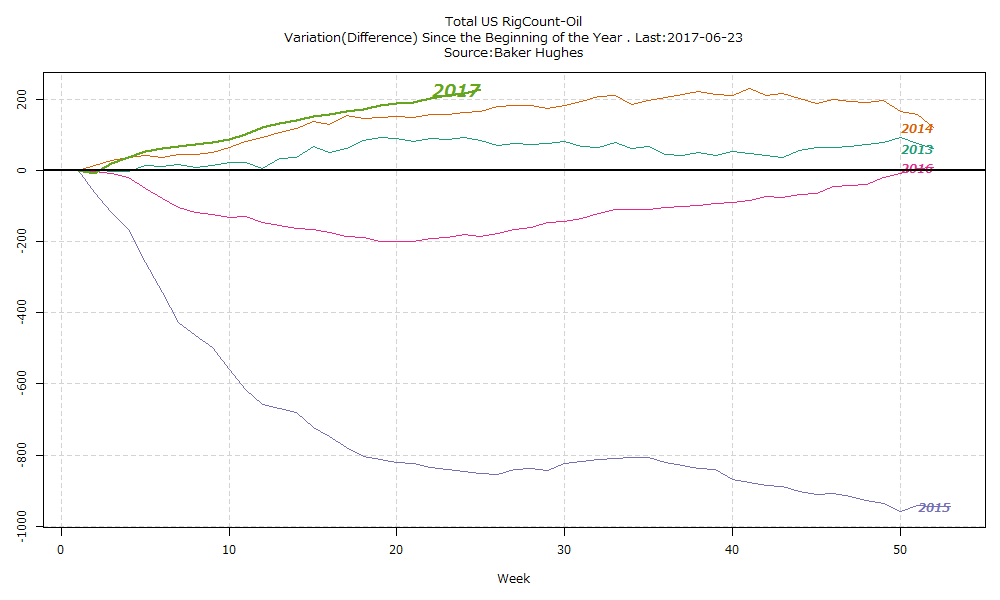 Total US RigCount-Oil
Variation(Difference) Since the Beginning of the Year . Last:2017-06-23
Source:Baker Hughes
2017
2014
2013
2016
2015
200
0
-200
-400
-600
-800
-1000
0 10 20 30 40 50
Week